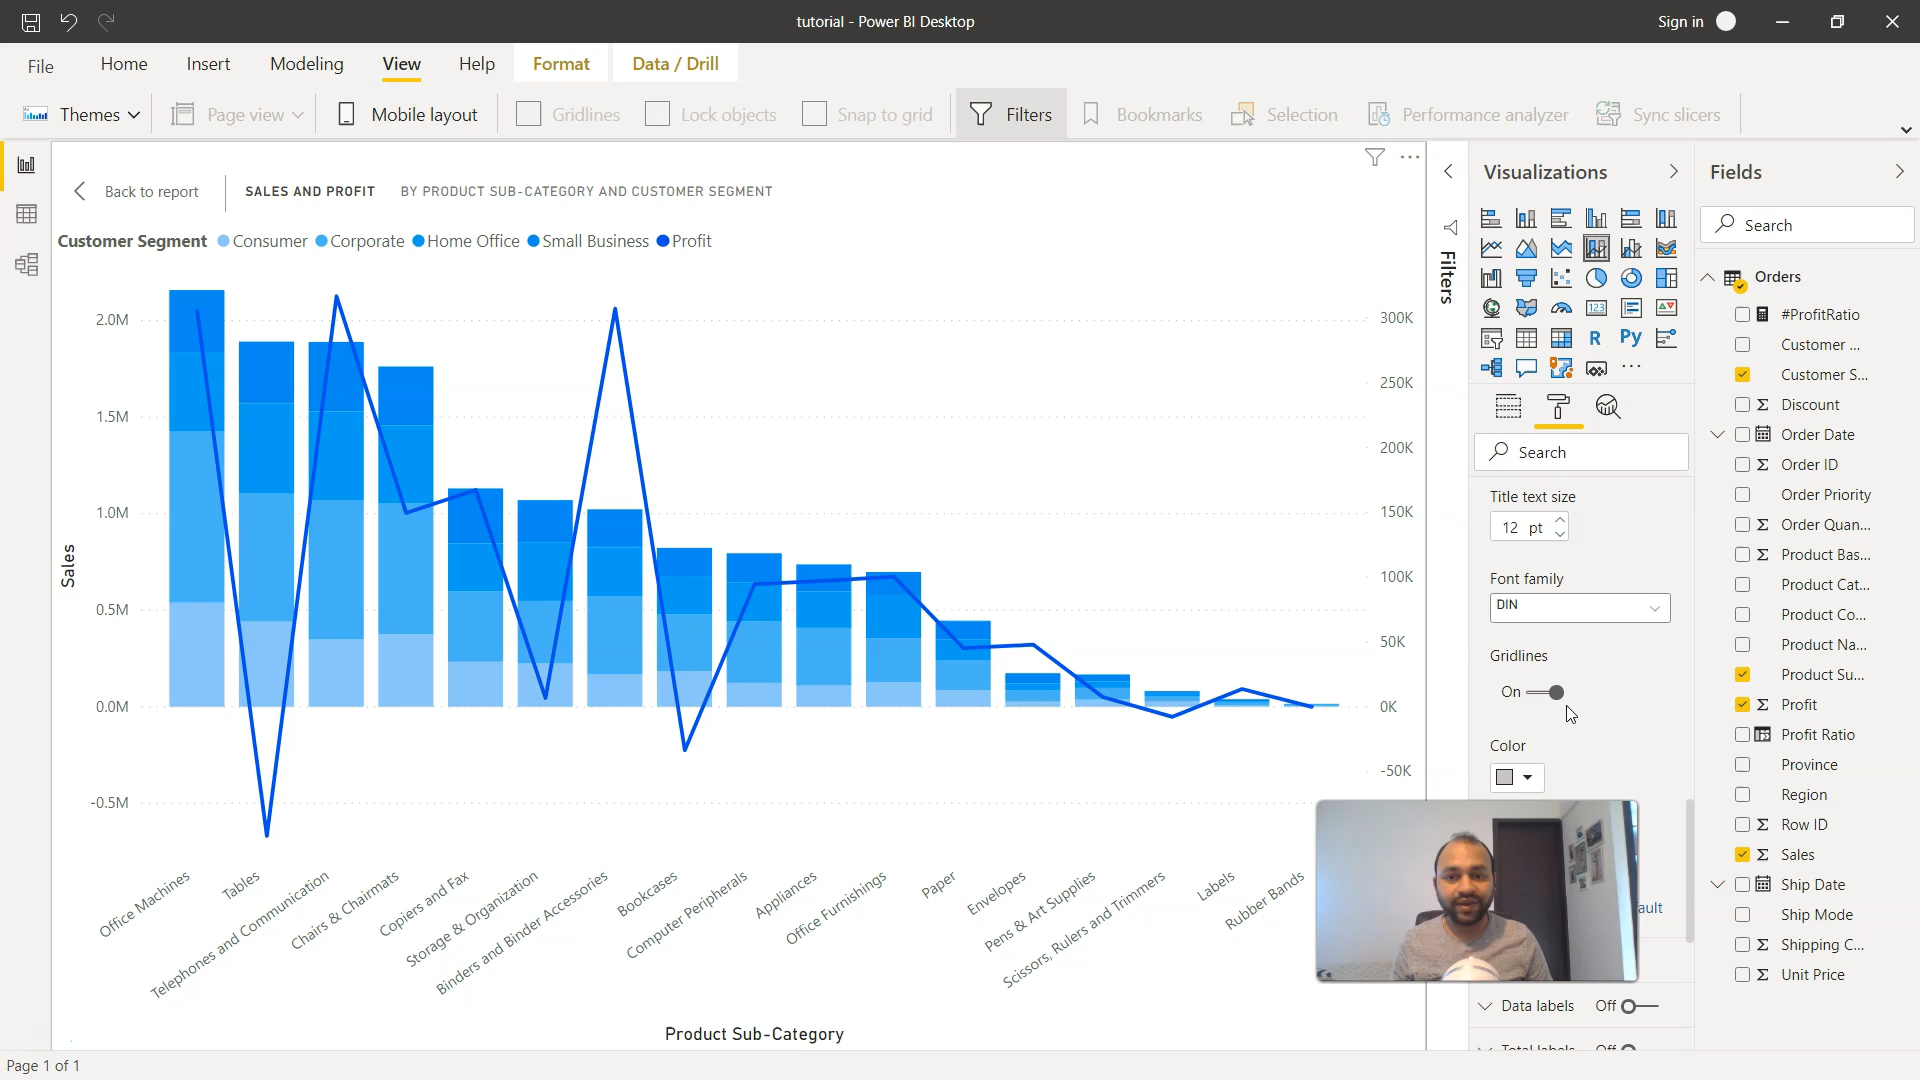 tutorial - Power BI Desktop
Sign in
File Home Insert Modeling View Help Format Data / Drill
Themes Page view Mobile layout Gridlines Lock objects Snap to grid Filters Bookmarks Selection Performance analyzer Sync slicers
Back to report SALES AND PROFIT BY PRODUCT SUB-CATEGORY AND CUSTOMER SEGMENT
Customer Segment Consumer Corporate Home Office Small Business Profit
2.0M
1.5M
1.0M
0.5M
0.0M
-0.5M
Sales
300K
250K
200K
150K
100K
50K
0K
-50K
Office Machines
Tables
Telephones and Communication
Chairs & Chairmats
Copiers and Fax
Storage & Organization
Binders and Binder Accessories
Bookcases
Computer Peripherals
Appliances
Office Furnishings
Paper
Envelopes
Pens & Art Supplies
Scissors, Rulers and Trimmers
Labels
Rubber Bands
Product Sub-Category
Filters
Visualizations
123
R
Py
Search
Title text size
12 pt
Font family
DIN
Gridlines
On
Color
ault
Data labels Off
Fields
Search
Orders
#ProfitRatio
Customer ...
Customer S...
Discount
Order Date
Order ID
Order Priority
Order Quan...
Product Bas...
Product Cat...
Product Co...
Product Na...
Product Su...
Profit
Profit Ratio
Province
Region
Row ID
Sales
Ship Date
Ship Mode
Shipping C...
Unit Price
Page 1 of 1